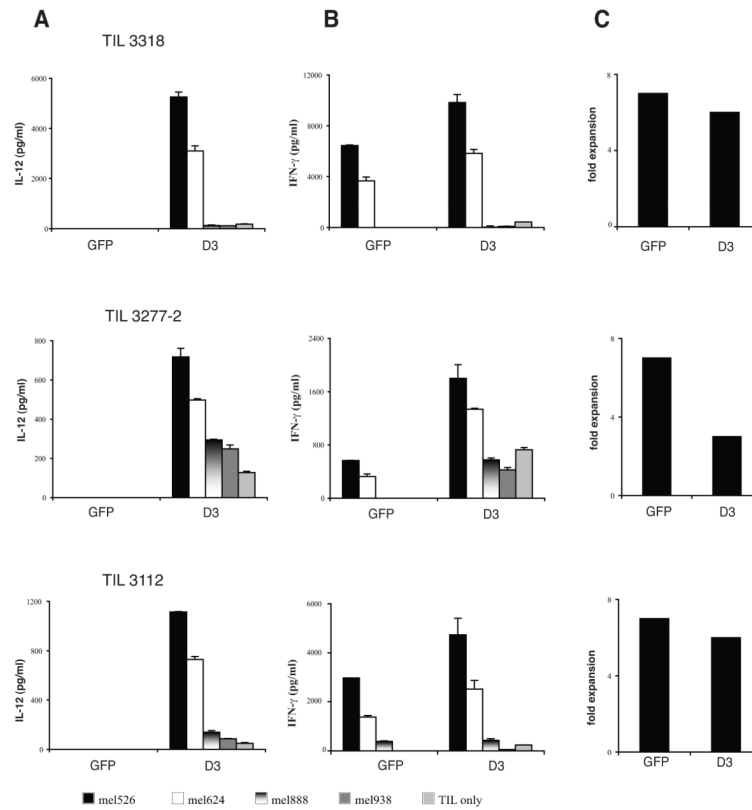 A B C
TIL 3318
6000
4000
2000
0
IL-12 (pg/ml)
GFP D3
12000
8000
4000
0
IFN-γ (pg/ml)
GFP D3
8
4
0
fold expansion
GFP D3
TIL 3277-2
800
600
400
200
0
IL-12 (pg/ml)
GFP D3
2400
1600
800
0
IFN-γ (pg/ml)
GFP D3
8
4
0
fold expansion
GFP D3
TIL 3112
1200
800
400
0
IL-12 (pg/ml)
GFP D3
6000
4000
2000
0
IFN-γ (pg/ml)
GFP D3
8
4
0
fold expansion
GFP D3
mel526 mel624 mel888 mel938 TIL only